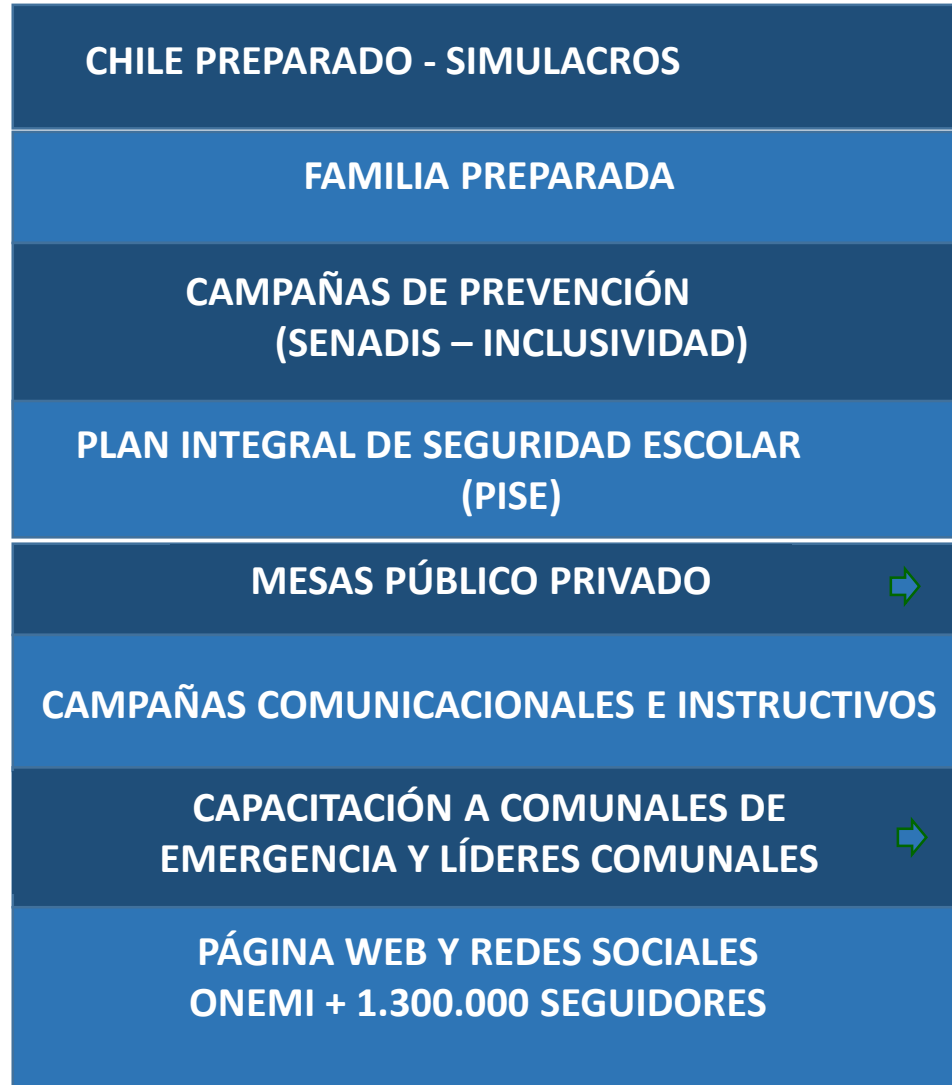 CHILE PREPARADO - SIMULACROS
FAMILIA PREPARADA
CAMPAÑAS DE PREVENCIÓN
(SENADIS – INCLUSIVIDAD)
PLAN INTEGRAL DE SEGURIDAD ESCOLAR
(PISE)
MESAS PÚBLICO PRIVADO
CAMPAÑAS COMUNICACIONALES E INSTRUCTIVOS
CAPACITACIÓN A COMUNALES DE
EMERGENCIA Y LÍDERES COMUNALES
PÁGINA WEB Y REDES SOCIALES
ONEMI + 1.300.000 SEGUIDORES